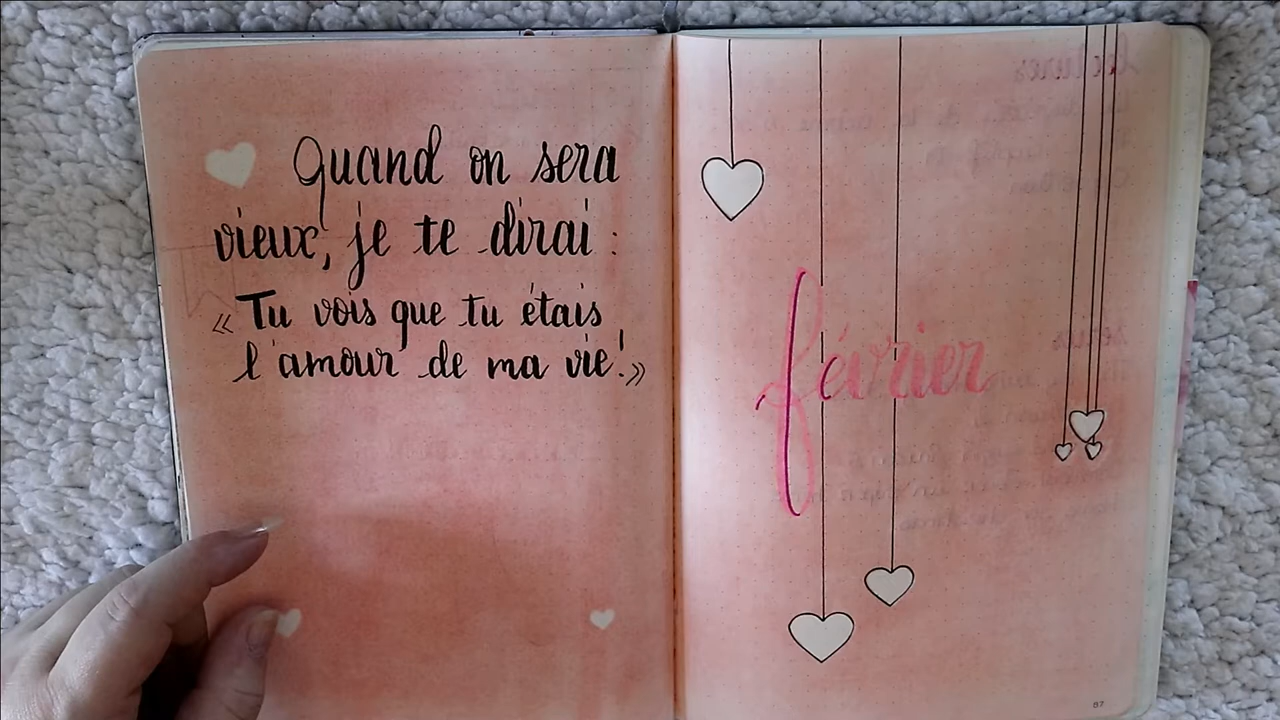 Quand on sera
vieux, je te dirai :
« Tu vois que tu étais
l'amour de ma vie! »
février
87